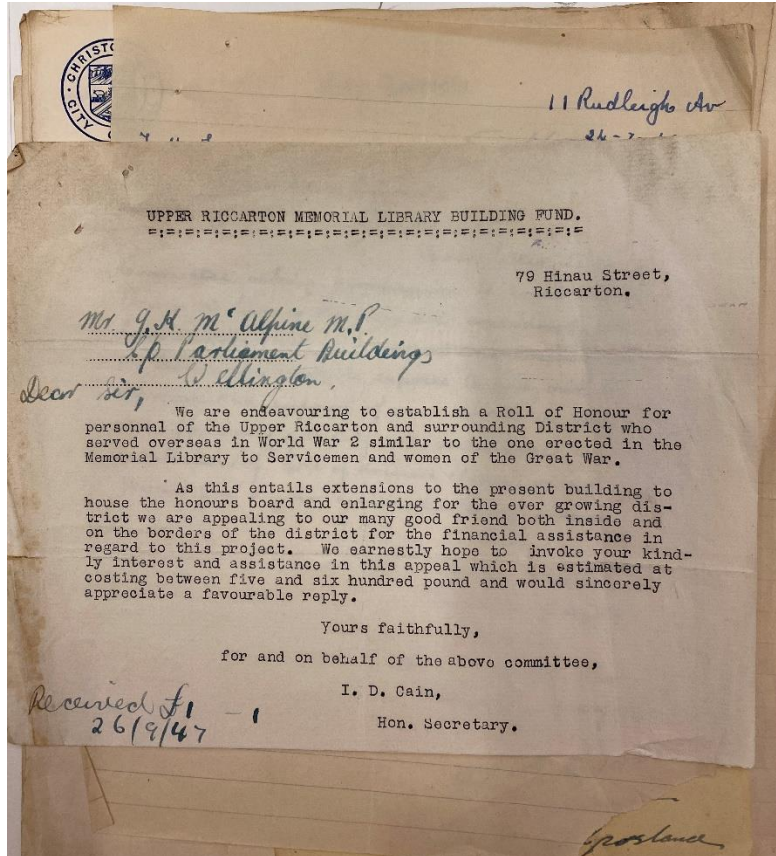 CHRISTC
CITY
11 Rudleigh Av
UPPER RICCARTON MEMORIAL LIBRARY BUILDING FUND.
=:=:=:=:=:=:=:=:=:=:=:=:=:=:=:=:=:=:=:=:=:=:=
79 Hinau Street,
Riccarton.
Mr. J. K. McAlpine M.P.
C/o Parliament Buildings
Wellington.
Dear Sir,
We are endeavouring to establish a Roll of Honour for
personnel of the Upper Riccarton and surrounding District who
served overseas in World War 2 similar to the one erected in the
Memorial Library to Servicemen and women of the Great War.
As this entails extensions to the present building to
house the honours board and enlarging for the ever growing dis-
trict we are appealing to our many good friend both inside and
on the borders of the district for the financial assistance in
regard to this project. We earnestly hope to invoke your kind-
ly interest and assistance in this appeal which is estimated at
costing between five and six hundred pound and would sincerely
appreciate a favourable reply.
Yours faithfully,
for and on behalf of the above committee,
I. D. Cain,
Hon. Secretary.
Received £1 - 1
26/9/47